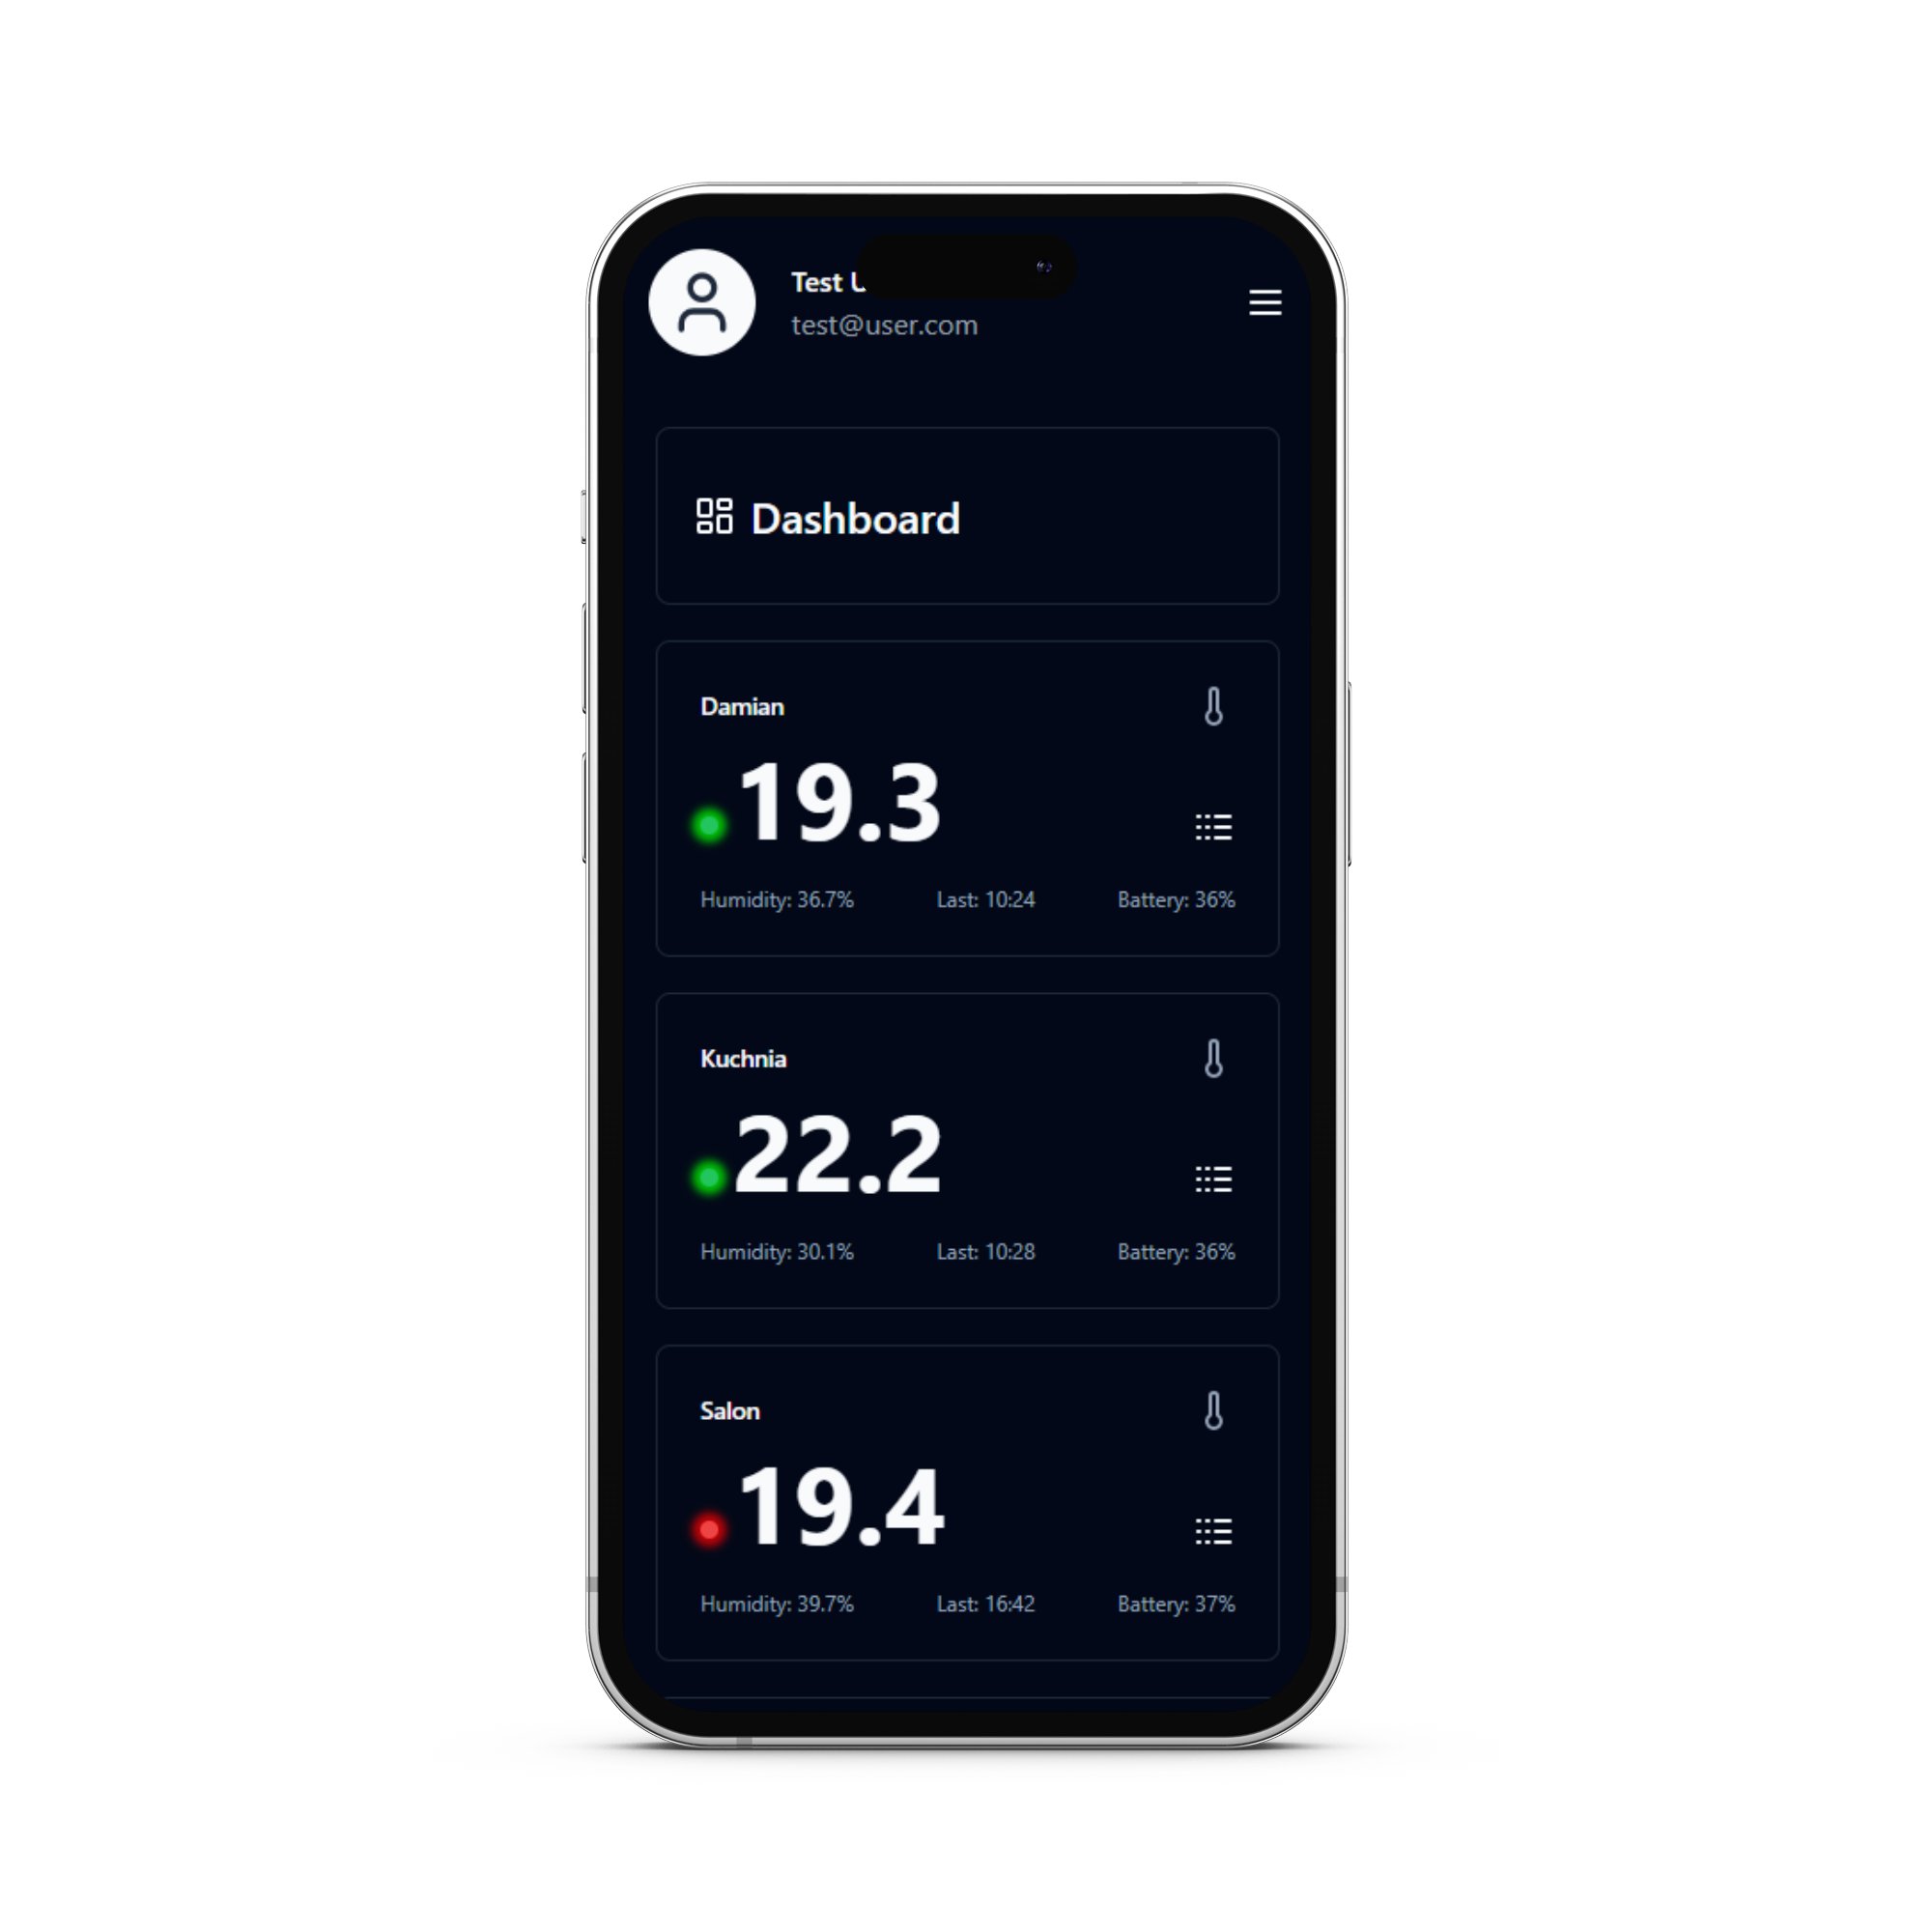 Test
test@user.com
Dashboard
Damian
19.3
Humidity: 36.7% Last: 10:24 Battery: 36%
Kuchnia
22.2
Humidity: 30.1% Last: 10:28 Battery: 36%
Salon
19.4
Humidity: 39.7% Last: 16:42 Battery: 37%